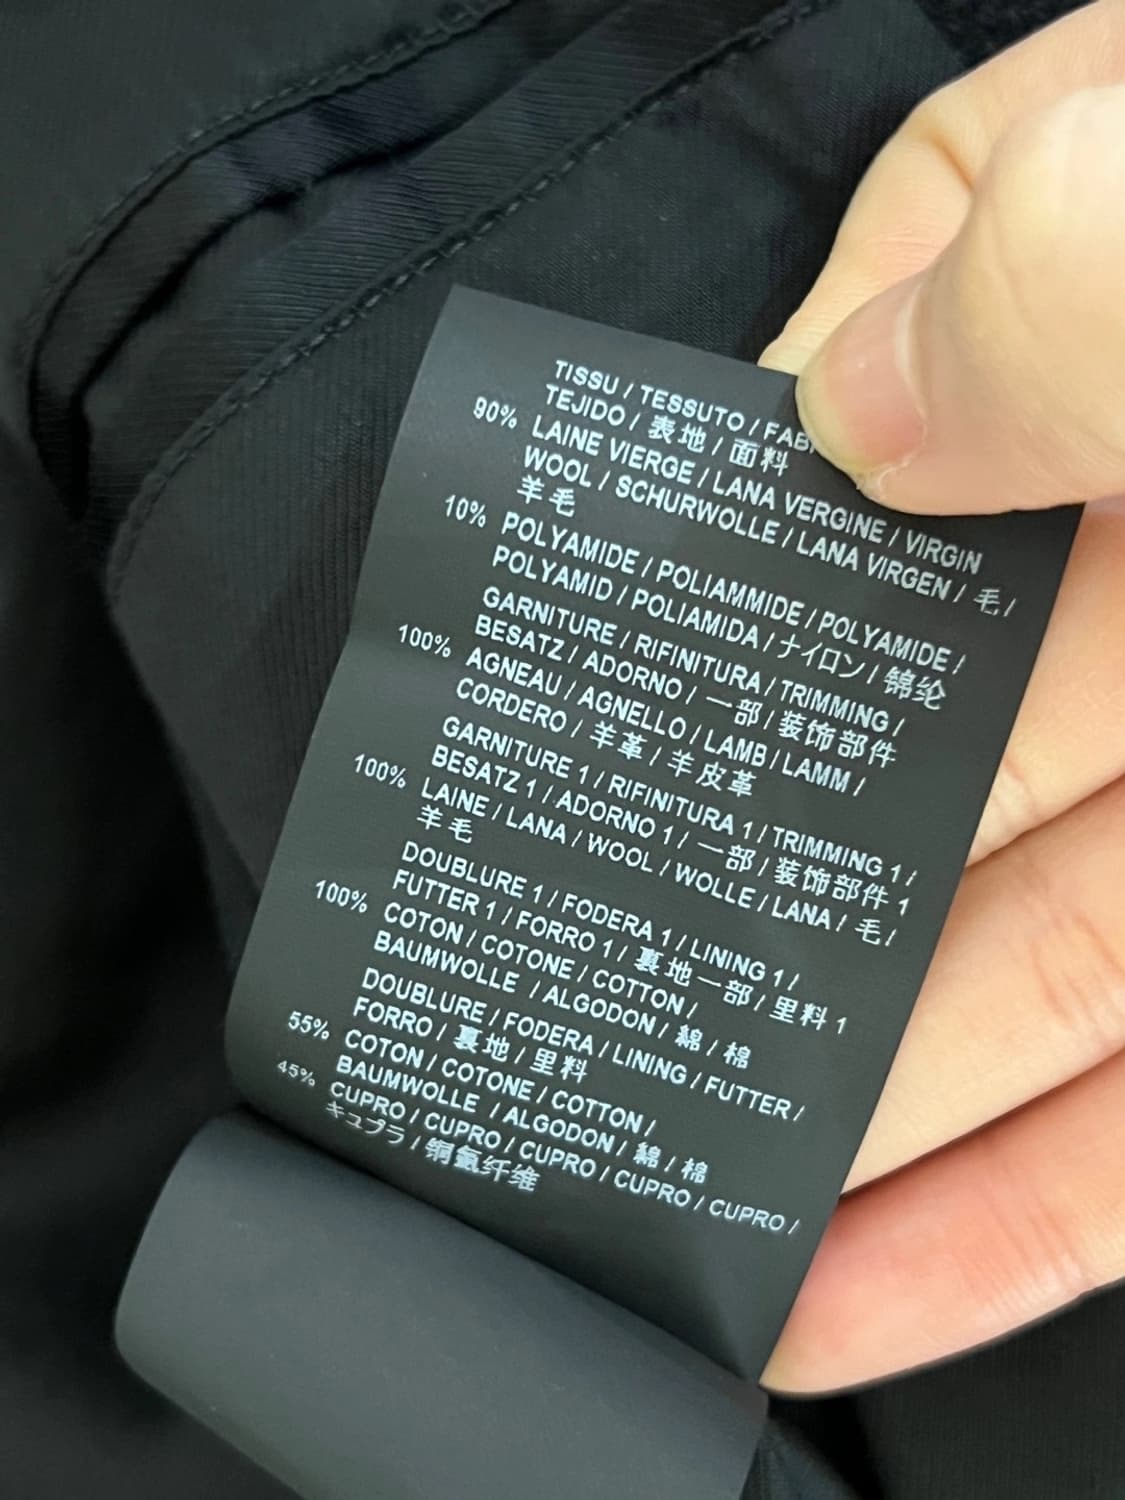 TISSU / TESSUTO /
TEJIDO / 表地 / 面料
90% LAINE VIERGE / LANA VERGINE / VIRGIN
WOOL / SCHURWOLLE / LANA VIRGEN / 毛 /
羊毛
10% POLYAMIDE / POLIAMMIDE / POLYAMIDE /
POLYAMID / POLIAMIDA / ナイロン / 锦纶
GARNITURE / RIFINITURA / TRIMMING /
BESATZ / ADORNO / 一部 / 装饰部件
100% AGNEAU / AGNELLO / LAMB / LAMM /
CORDERO / 羊革 / 羊皮革
GARNITURE 1 / RIFINITURA 1 / TRIMMING 1 /
BESATZ 1 / ADORNO 1 / 一部 / 装饰部件 1
100% LAINE / LANA / WOOL / WOLLE / LANA / 毛 /
羊毛
DOUBLURE 1 / FODERA 1 / LINING 1 /
FUTTER 1 / FORRO 1 / 裏地一部 / 里料 1
100% COTON / COTONE / COTTON /
BAUMWOLLE / ALGODON / 綿 / 棉
DOUBLURE / FODERA / LINING / FUTTER /
FORRO / 裏地 / 里料
55% COTON / COTONE / COTTON /
BAUMWOLLE / ALGODON / 綿 / 棉
45% CUPRO / CUPRO / CUPRO / CUPRO / CUPRO /
キュプラ / 铜氨纤维